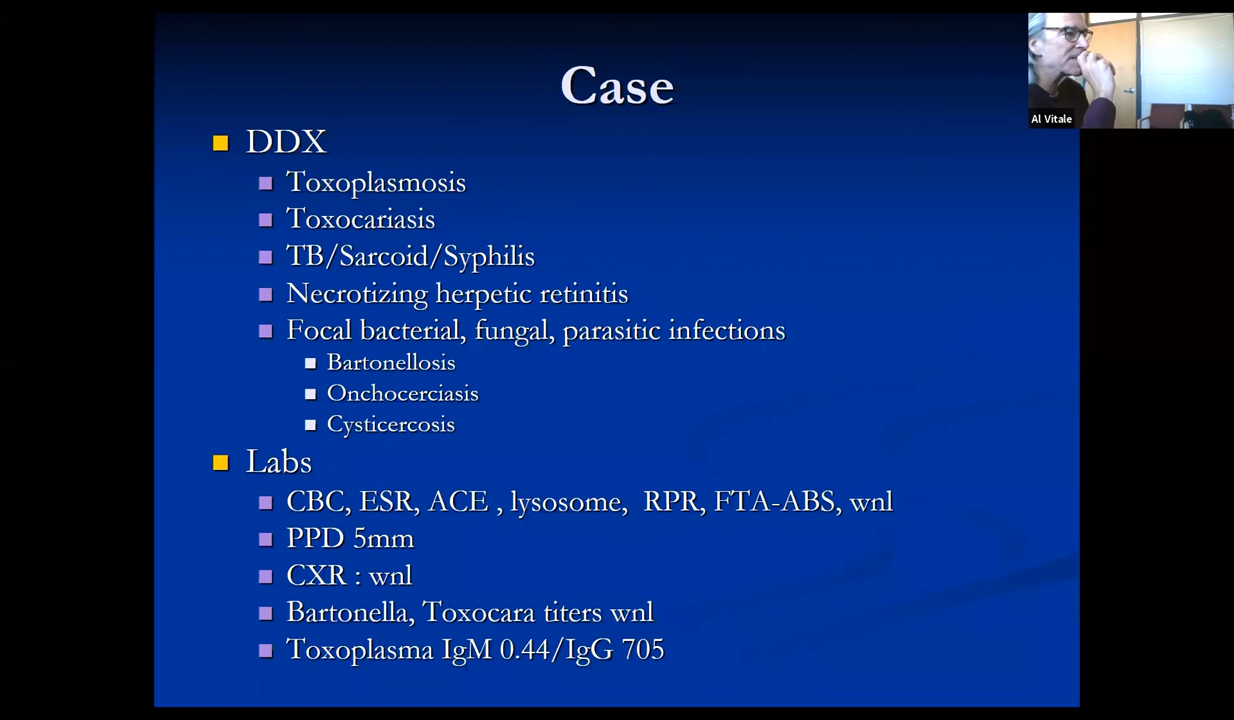 Case
DDX
Toxoplasmosis
Toxocariasis
TB/Sarcoid/Syphilis
Necrotizing herpetic retinitis
Focal bacterial, fungal, parasitic infections
Bartonellosis
Onchocerciasis
Cysticercosis
Labs
CBC, ESR, ACE , lysosome, RPR, FTA-ABS, wnl
PPD 5mm
CXR : wnl
Bartonella, Toxocara titers wnl
Toxoplasma IgM 0.44/IgG 705
Al Vitale